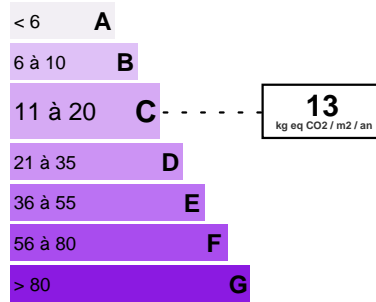 < 6 A
6 à 10 B
11 à 20 C
13
kg eq CO2 / m2 / an
21 à 35 D
36 à 55 E
56 à 80 F
> 80 G